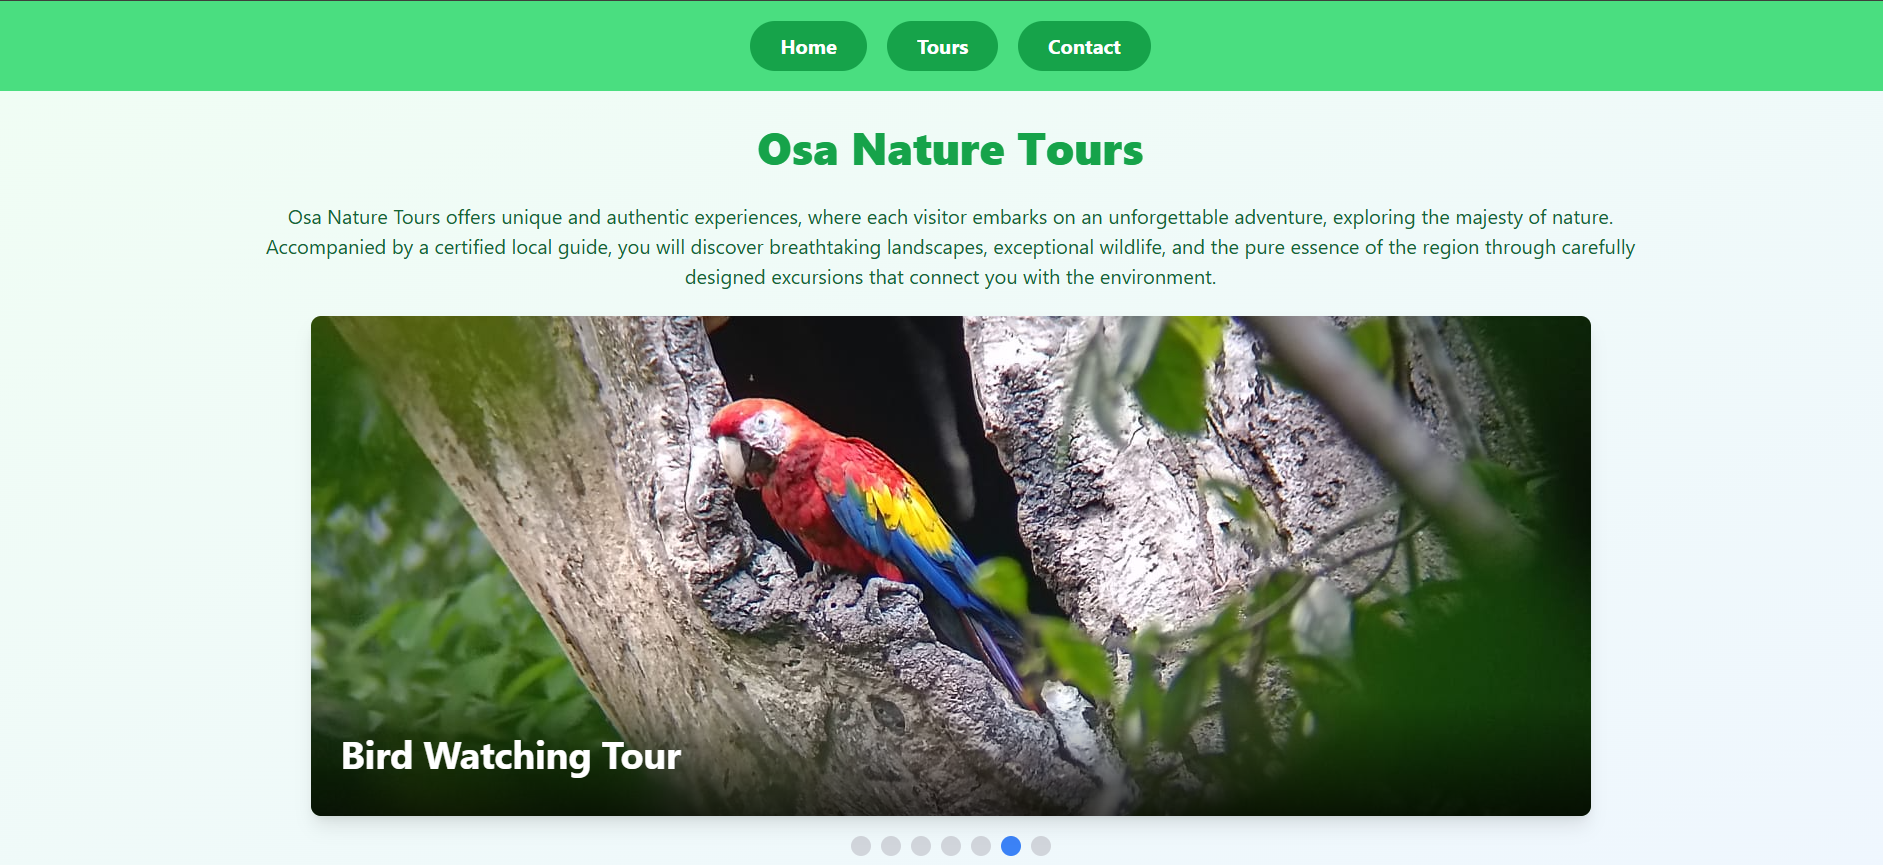 Home
Tours
Contact
Osa Nature Tours
Osa Nature Tours offers unique and authentic experiences, where each visitor embarks on an unforgettable adventure, exploring the majesty of nature.
Accompanied by a certified local guide, you will discover breathtaking landscapes, exceptional wildlife, and the pure essence of the region through carefully
designed excursions that connect you with the environment.
Bird Watching Tour